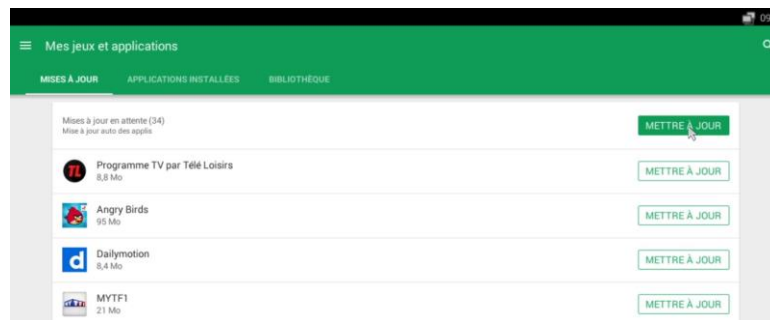 09
Mes jeux et applications
MISES À JOUR APPLICATIONS INSTALLÉES BIBLIOTHÈQUE
Mises à jour en attente (34)
Mise à jour auto des applis
METTRE À JOUR
TL
Programme TV par Télé Loisirs
8,8 Mo
METTRE À JOUR
Angry Birds
95 Mo
METTRE À JOUR
d
Dailymotion
8,4 Mo
METTRE À JOUR
MYTF1
21 Mo
METTRE À JOUR